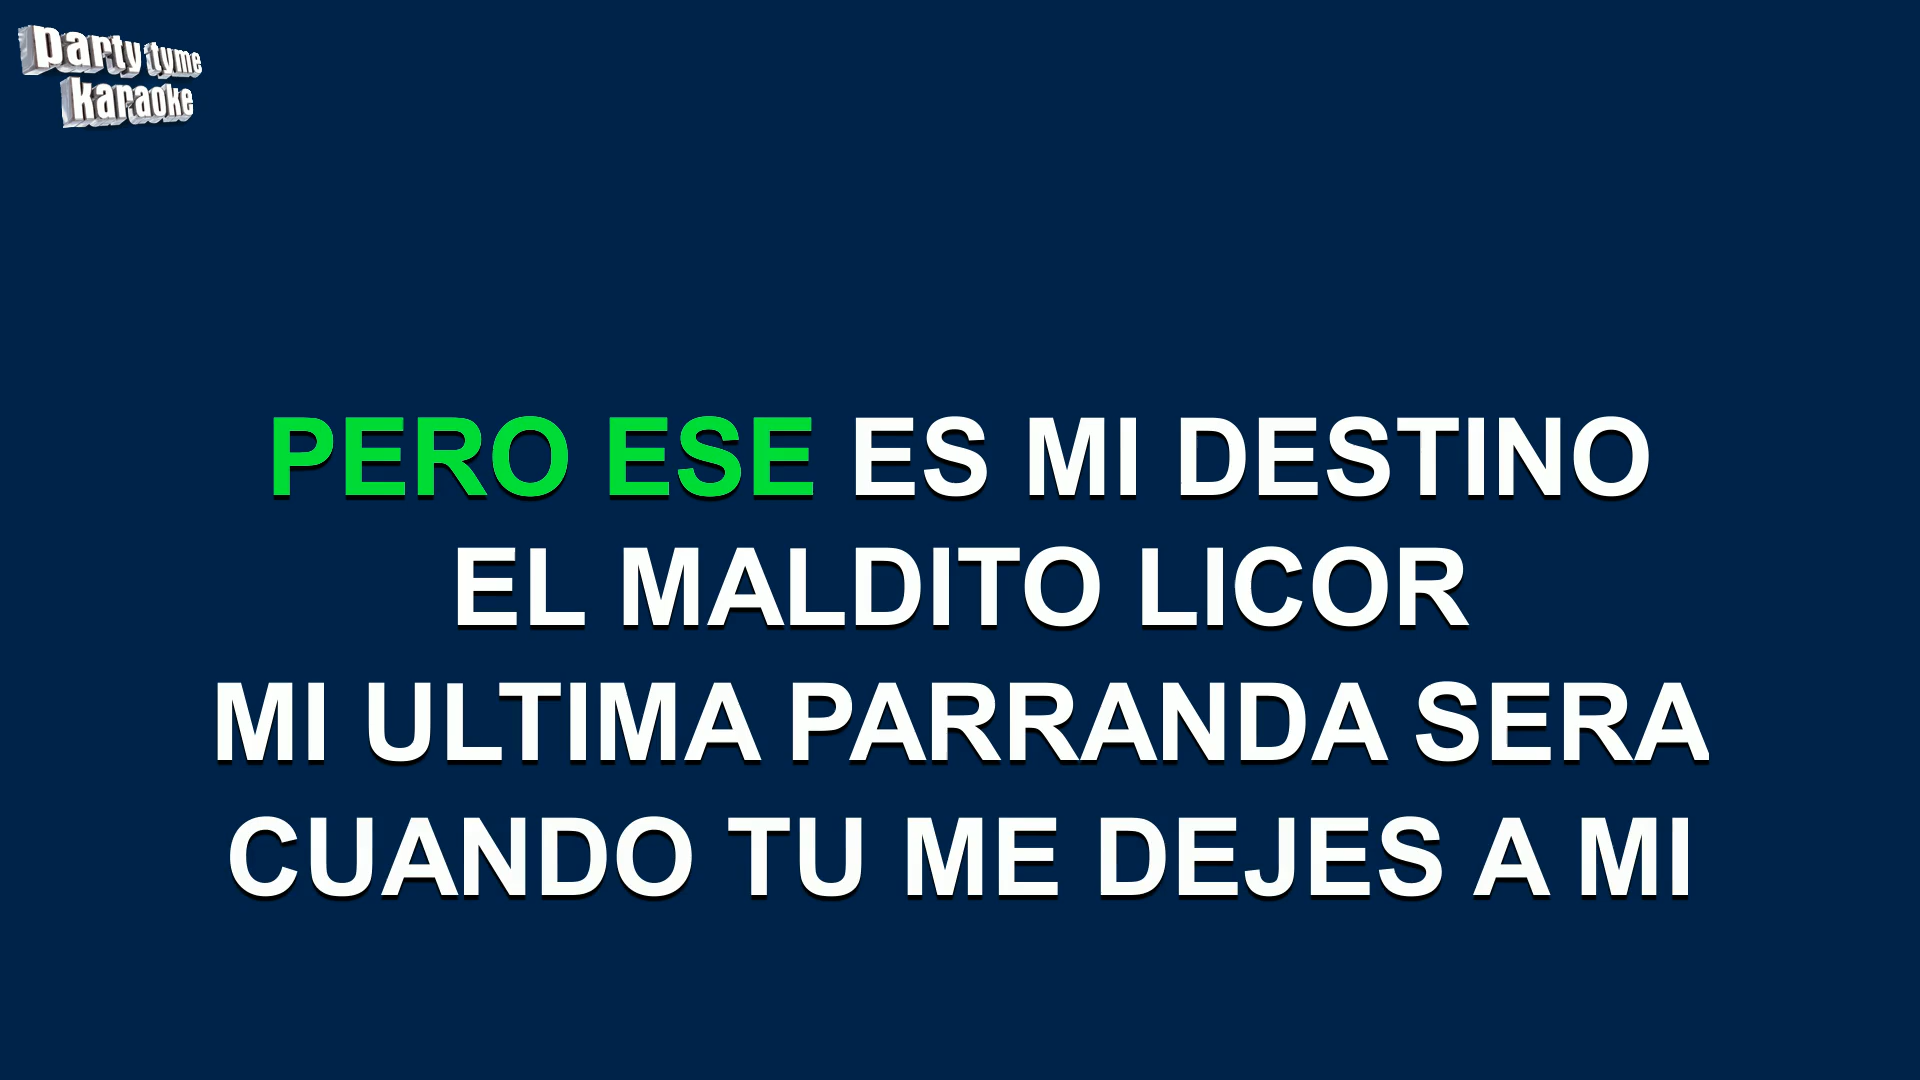 party tyme
karaoke
PERO ESE ES MI DESTINO
EL MALDITO LICOR
MI ULTIMA PARRANDA SERA
CUANDO TU ME DEJES A MI